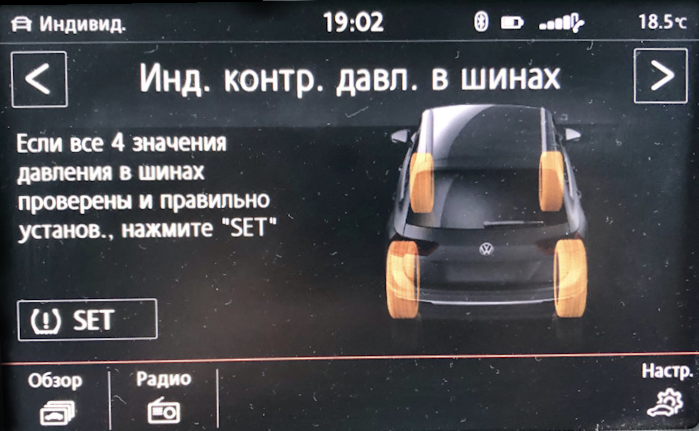 Индивид.
19:02
18.5℃
<
Инд. контр. давл. в шинах
>
Если все 4 значения
давления в шинах
проверены и правильно
установ., нажмите "SET"
(!) SET
Обзор
Радио
Настр.